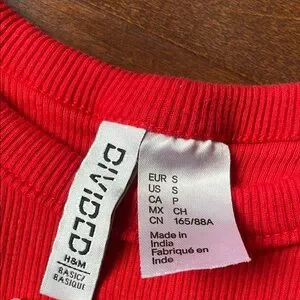 DIVIDED
H&M
BASIC/
BASIQUE
EUR S
US S
CA P
MX CH
CN 165/88A
Made in
India
Fabriqué en
Inde